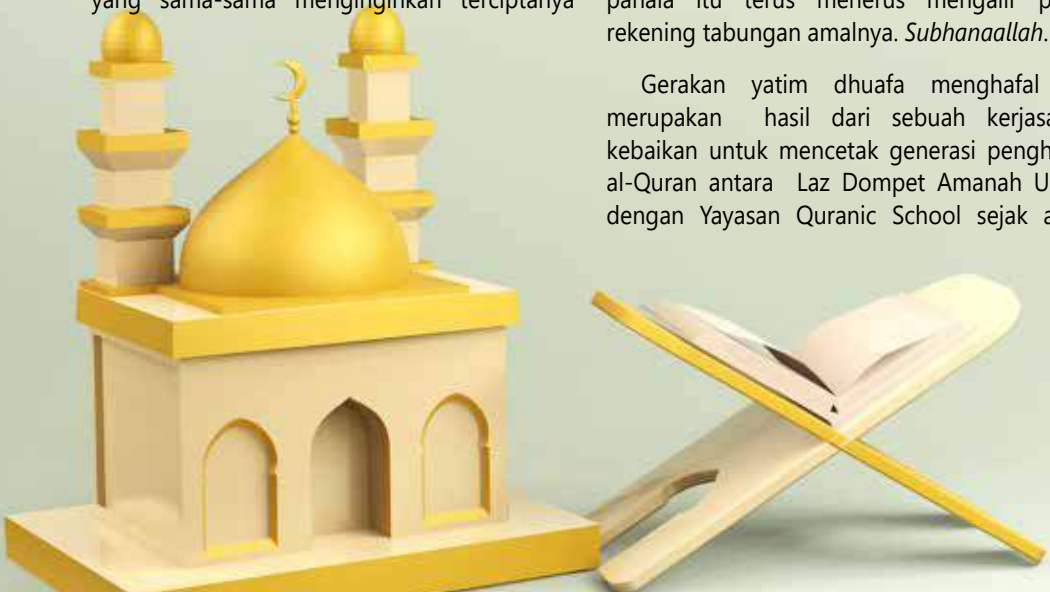 yang sama-sama menginginkan terciptanya
pahala itu terus menerus mengalir
rekening tabungan amalnya. Subhanaallah.
Gerakan yatim dhuafa menghafal
merupakan hasil dari sebuah
kebaikan untuk mencetak generasi
al-Quran antara Laz Dompet Amanah
dengan Yayasan Quranic School sejak